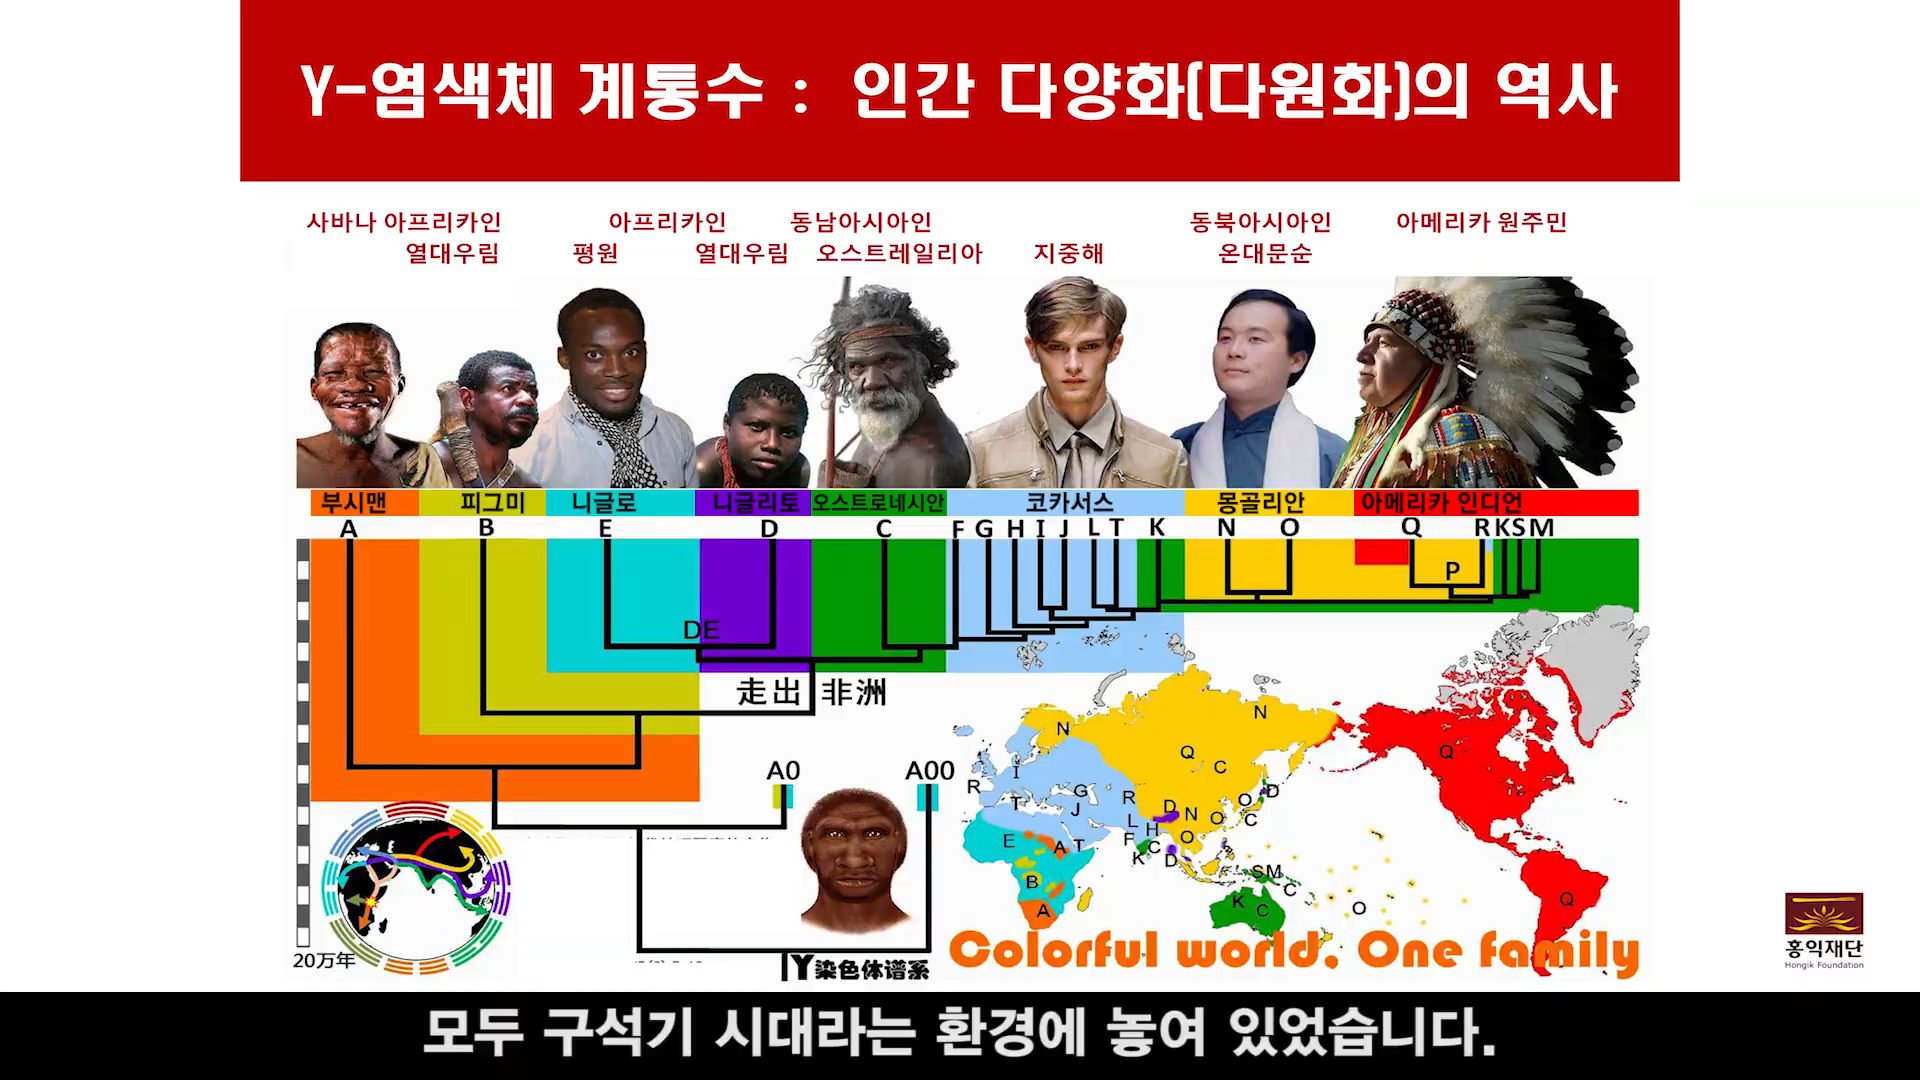 Y-염색체 계통수 : 인간 다양화(다원화)의 역사
사바나 아프리카인 아프리카인 동남아시아인 동북아시아인 아메리카 원주민
열대우림 평원 열대우림 오스트레일리아 지중해 온대문순
부시맨 피그미 니글로 니글리토 오스트로네시안 코카서스 몽골리안 아메리카 인디언
A B E D C F G H I J L T K N O Q R K S M
P
DE
走出 非洲
A0 A00
N N
Q C Q
I
R G R D N O O D
T J L H O C
E A T F C
K D
B SM C
A K C O Q
20万年
Y染色体谱系
Colorful world. One family
홍익재단
Hongik Foundation
모두 구석기 시대라는 환경에 놓여 있었습니다.